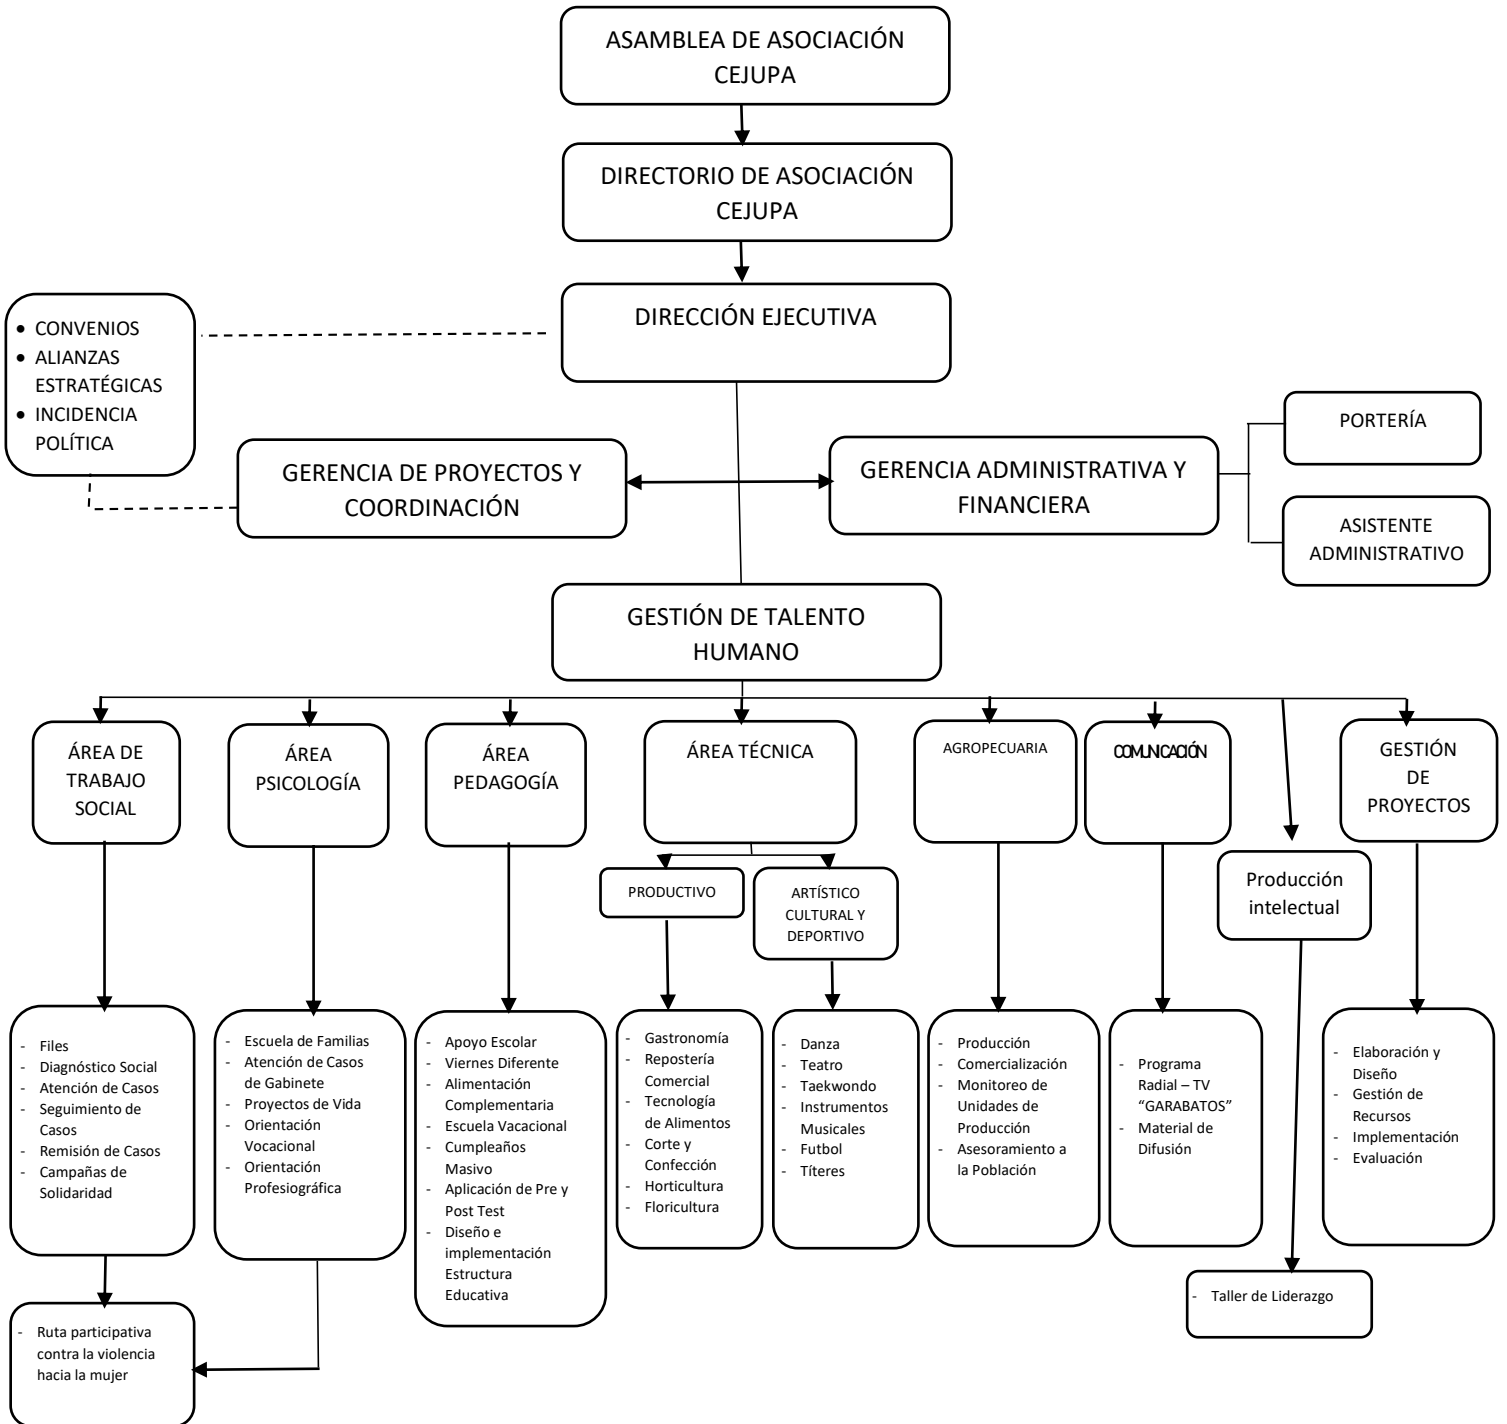 ASAMBLEA DE ASOCIACIÓN
CEJUPA
DIRECTORIO DE ASOCIACIÓN
CEJUPA
DIRECCIÓN EJECUTIVA
• CONVENIOS
• ALIANZAS
ESTRATÉGICAS
• INCIDENCIA
POLÍTICA
GERENCIA DE PROYECTOS Y
COORDINACIÓN
GERENCIA ADMINISTRATIVA Y
FINANCIERA
PORTERÍA
ASISTENTE
ADMINISTRATIVO
GESTIÓN DE TALENTO
HUMANO
ÁREA DE
TRABAJO
SOCIAL
ÁREA
PSICOLOGÍA
ÁREA
PEDAGOGÍA
ÁREA TÉCNICA
AGROPECUARIA
COMUNICACIÓN
GESTIÓN
DE
PROYECTOS
PRODUCTIVO
ARTÍSTICO
CULTURAL Y
DEPORTIVO
Producción
intelectual
- Files
- Diagnóstico Social
- Atención de Casos
- Seguimiento de
Casos
- Remisión de Casos
- Campañas de
Solidaridad
- Escuela de Familias
- Atención de Casos
de Gabinete
- Proyectos de Vida
- Orientación
Vocacional
- Orientación
Profesiográfica
- Apoyo Escolar
- Viernes Diferente
- Alimentación
Complementaria
- Escuela Vacacional
- Cumpleaños
Masivo
- Aplicación de Pre y
Post Test
- Diseño e
implementación
Estructura
Educativa
- Gastronomía
- Repostería
Comercial
- Tecnología
de Alimentos
- Corte y
Confección
- Horticultura
- Floricultura
- Danza
- Teatro
- Taekwondo
- Instrumentos
Musicales
- Futbol
- Títeres
- Producción
- Comercialización
- Monitoreo de
Unidades de
Producción
- Asesoramiento a
la Población
- Programa
Radial – TV
“GARABATOS”
- Material de
Difusión
- Elaboración y
Diseño
- Gestión de
Recursos
- Implementación
- Evaluación
- Taller de Liderazgo
- Ruta participativa
contra la violencia
hacia la mujer